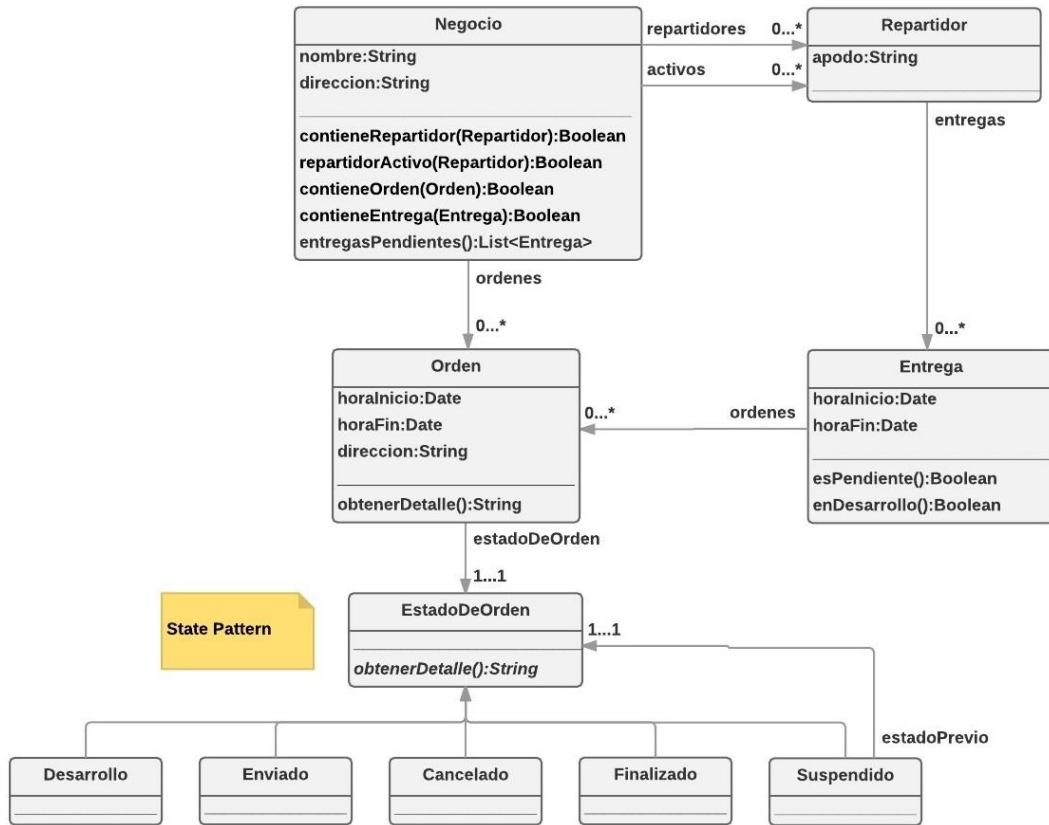 Negocio
nombre:String
direccion:String
contieneRepartidor(Repartidor):Boolean
repartidorActivo(Repartidor):Boolean
contieneOrden(Orden):Boolean
contieneEntrega(Entrega):Boolean
entregasPendientes():List<Entrega>
repartidores 0...*
activos 0...*
Repartidor
apodo:String
entregas
0...*
ordenes
0...*
Orden
horaInicio:Date
horaFin:Date
direccion:String
obtenerDetalle():String
0...* ordenes
Entrega
horaInicio:Date
horaFin:Date
esPendiente():Boolean
enDesarrollo():Boolean
estadoDeOrden
1...1
State Pattern
EstadoDeOrden
obtenerDetalle():String
1...1
estadoPrevio
Desarrollo
Enviado
Cancelado
Finalizado
Suspendido